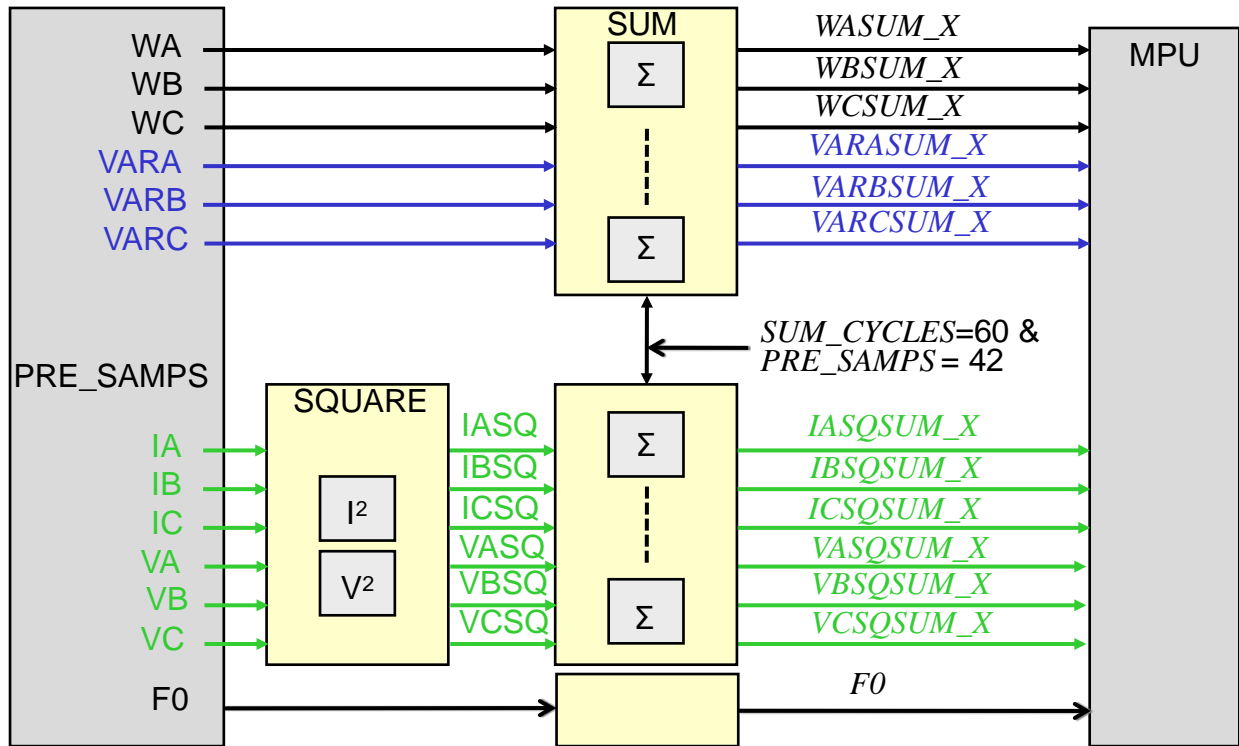 SUM
MPU
WA
WB
WC
VARA
VARB
VARC
Σ
Σ
WASUM_X
WBSUM_X
WCSUM_X
VARASUM_X
VARBSUM_X
VARCSUM_X
SUM_CYCLES=60 &
PRE_SAMPS = 42
PRE_SAMPS
SQUARE
IA
IB
IC
VA
VB
VC
F0
I²
V²
IASQ
IBSQ
ICSQ
VASQ
VBSQ
VCSQ
Σ
Σ
IASQSUM_X
IBSQSUM_X
ICSQSUM_X
VASQSUM_X
VBSQSUM_X
VCSQSUM_X
F0